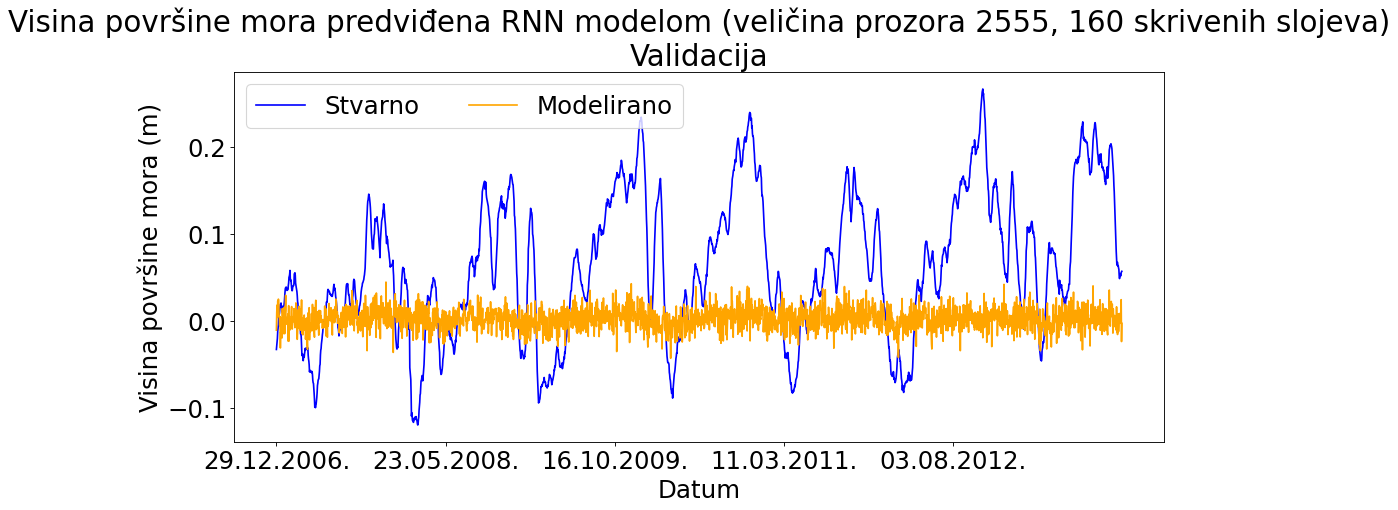 Visina površine mora predviđena RNN modelom (veličina prozora 2555, 160 skrivenih slojeva)
Validacija
Stvarno
Modelirano
Visina površine mora (m)
0.2
0.1
0.0
−0.1
29.12.2006.
23.05.2008.
16.10.2009.
11.03.2011.
03.08.2012.
Datum